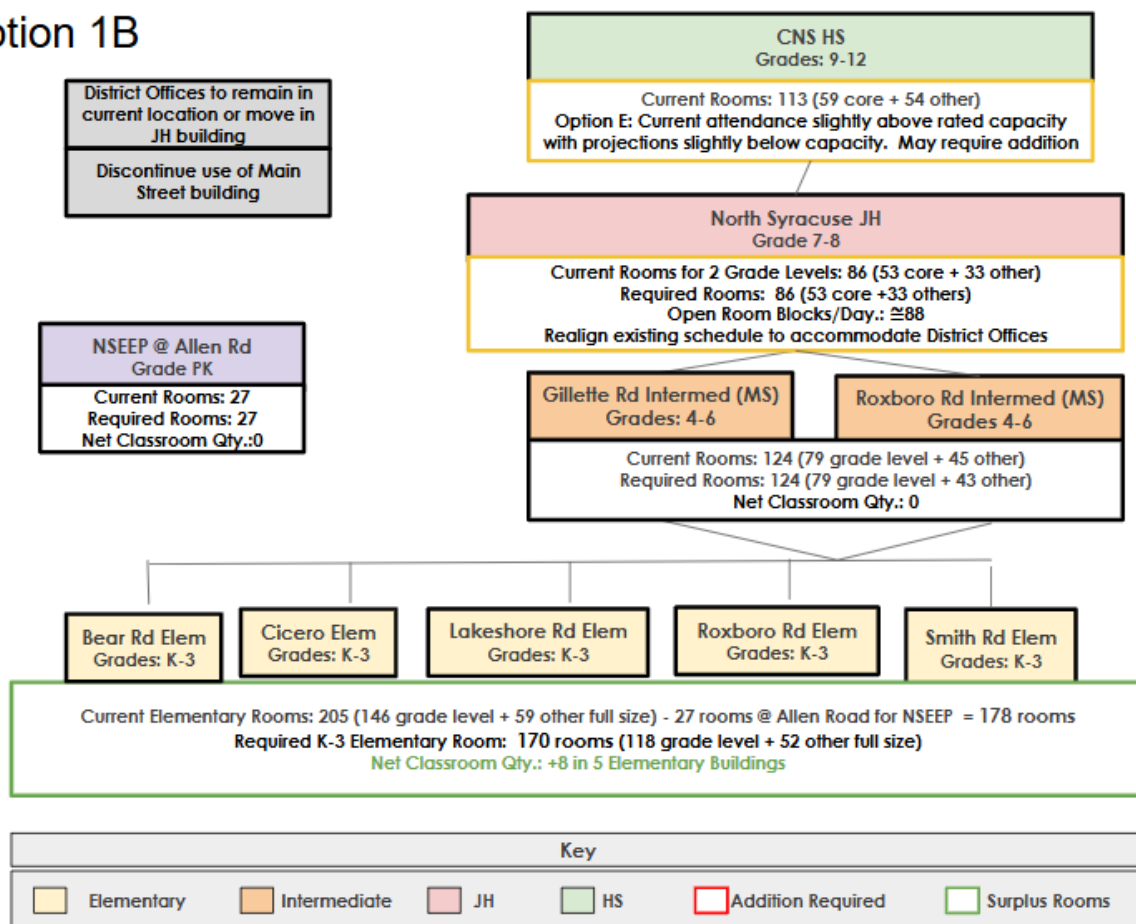 ption 1B
CNS HS
Grades: 9-12
Current Rooms: 113 (59 core + 54 other)
Option E: Current attendance slightly above rated capacity
with projections slightly below capacity.  May require addition
District Offices to remain in
current location or move in
JH building
Discontinue use of Main
Street building
North Syracuse JH
Grade 7-8
Current Rooms for 2 Grade Levels: 86 (53 core + 33 other)
Required Rooms:  86 (53 core +33 others)
Open Room Blocks/Day.: ≅88
Realign existing schedule to accommodate District Offices
NSEEP @ Allen Rd
Grade PK
Current Rooms: 27
Required Rooms: 27
Net Classroom Qty.:0
Gillette Rd Intermed (MS)
Grades: 4-6
Roxboro Rd Intermed (MS)
Grades 4-6
Current Rooms: 124 (79 grade level + 45 other)
Required Rooms: 124 (79 grade level + 43 other)
Net Classroom Qty.: 0
Bear Rd Elem
Grades: K-3
Cicero Elem
Grades: K-3
Lakeshore Rd Elem
Grades: K-3
Roxboro Rd Elem
Grades: K-3
Smith Rd Elem
Grades: K-3
Current Elementary Rooms: 205 (146 grade level + 59 other full size) - 27 rooms @ Allen Road for NSEEP  = 178 rooms
Required K-3 Elementary Room:  170 rooms (118 grade level + 52 other full size)
Net Classroom Qty.: +8 in 5 Elementary Buildings
Key
Elementary
Intermediate
JH
HS
Addition Required
Surplus Rooms